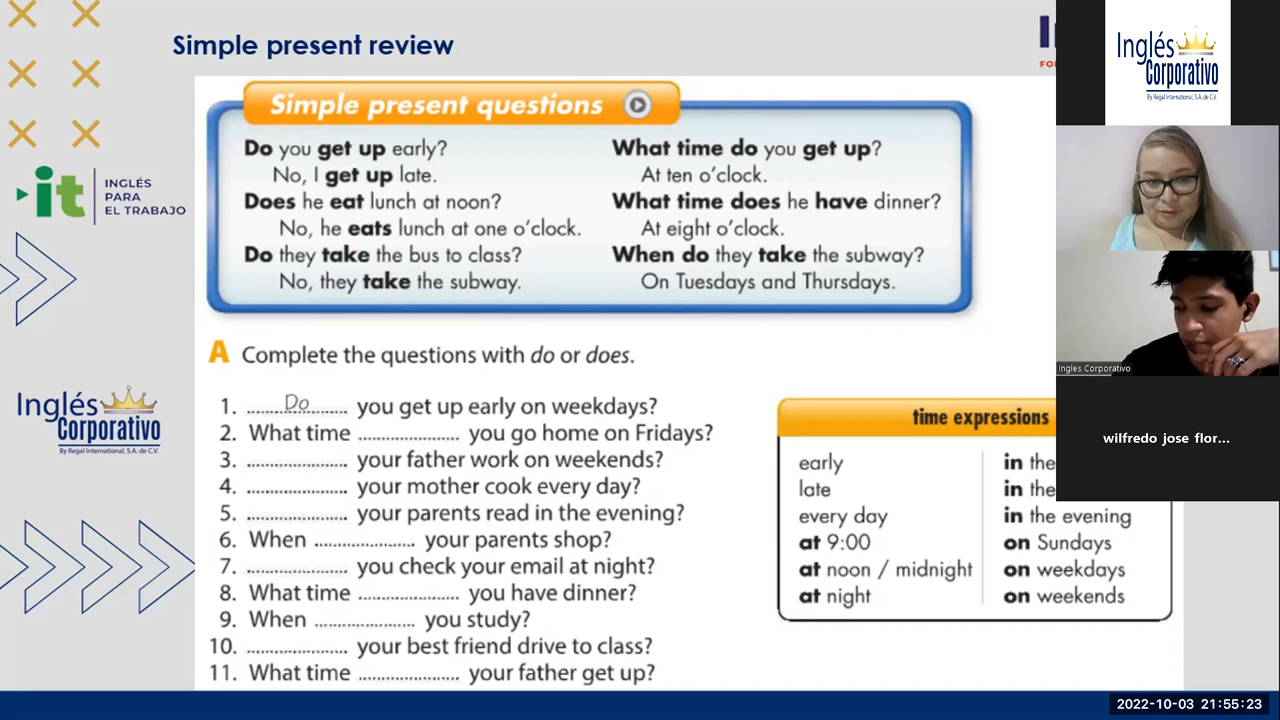 Simple present review
Simple present questions
Do you get up early?
No, I get up late.
Does he eat lunch at noon?
No, he eats lunch at one o'clock.
Do they take the bus to class?
No, they take the subway.
What time do you get up?
At ten o'clock.
What time does he have dinner?
At eight o'clock.
When do they take the subway?
On Tuesdays and Thursdays.
A Complete the questions with do or does.
1. Do you get up early on weekdays?
2. What time .................... you go home on Fridays?
3. .................... your father work on weekends?
4. .................... your mother cook every day?
5. .................... your parents read in the evening?
6. When .................... your parents shop?
7. .................... you check your email at night?
8. What time .................... you have dinner?
9. When .................... you study?
10. .................... your best friend drive to class?
11. What time .................... your father get up?
time expressions
early
late
every day
at 9:00
at noon / midnight
at night
in the
in the
in the evening
on Sundays
on weekdays
on weekends
it INGLÉS
PARA
EL TRABAJO
Inglés
Corporativo
By Regal International, S.A. de C.V.
Inglés
Corporativo
By Regal International, S.A. de C.V.
Ingles Corporativo
wilfredo jose flor...
2022-10-03 21:55:23